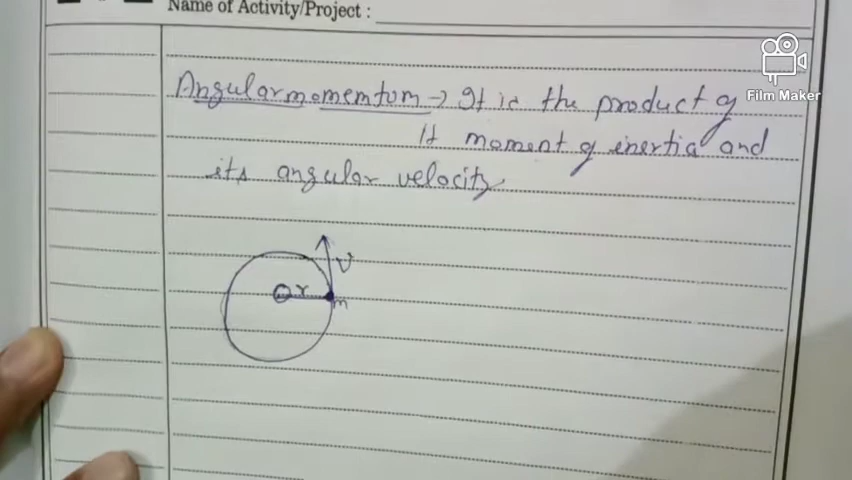 Name of Activity/Project :
Film Maker
Angular momentum → It is the product of
it moment of inertia and
its angular velocity
v
r
m